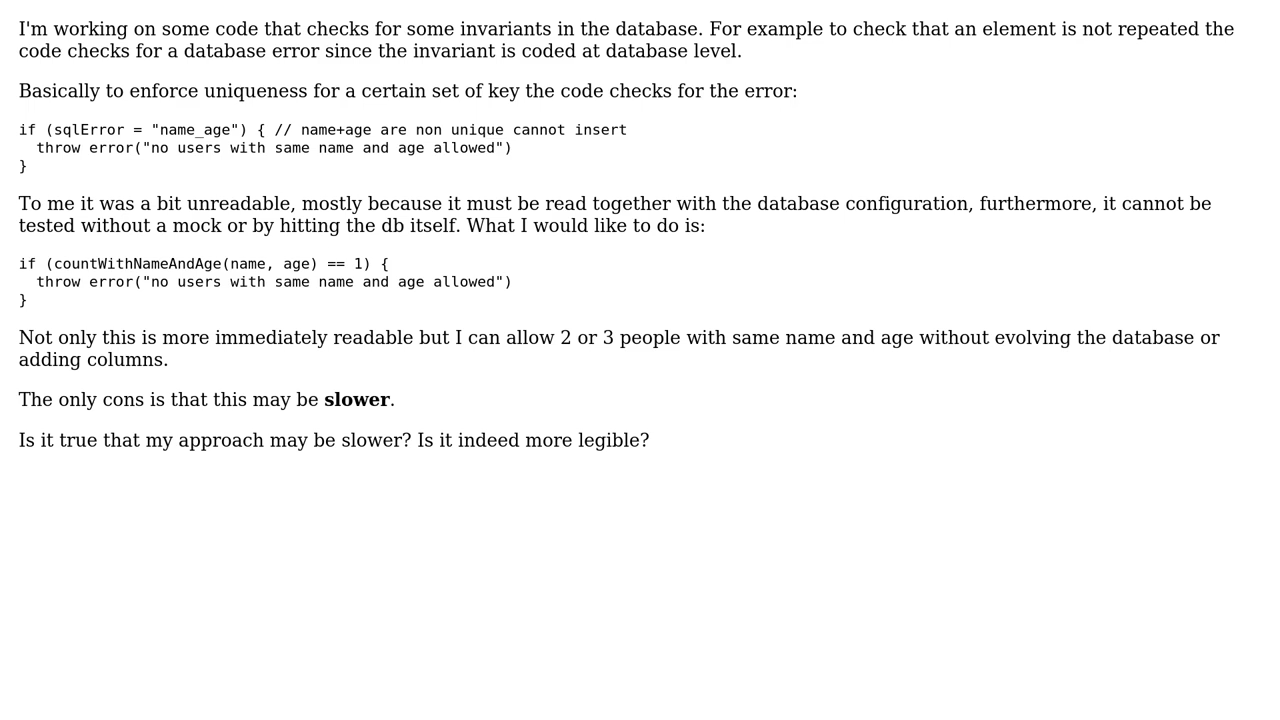 I'm working on some code that checks for some invariants in the database. For example to check that an element is not repeated the
code checks for a database error since the invariant is coded at database level.
Basically to enforce uniqueness for a certain set of key the code checks for the error:
if (sqlError = "name_age") { // name+age are non unique cannot insert
  throw error("no users with same name and age allowed")
}
To me it was a bit unreadable, mostly because it must be read together with the database configuration, furthermore, it cannot be
tested without a mock or by hitting the db itself. What I would like to do is:
if (countWithNameAndAge(name, age) == 1) {
  throw error("no users with same name and age allowed")
}
Not only this is more immediately readable but I can allow 2 or 3 people with same name and age without evolving the database or
adding columns.
The only cons is that this may be slower.
Is it true that my approach may be slower? Is it indeed more legible?